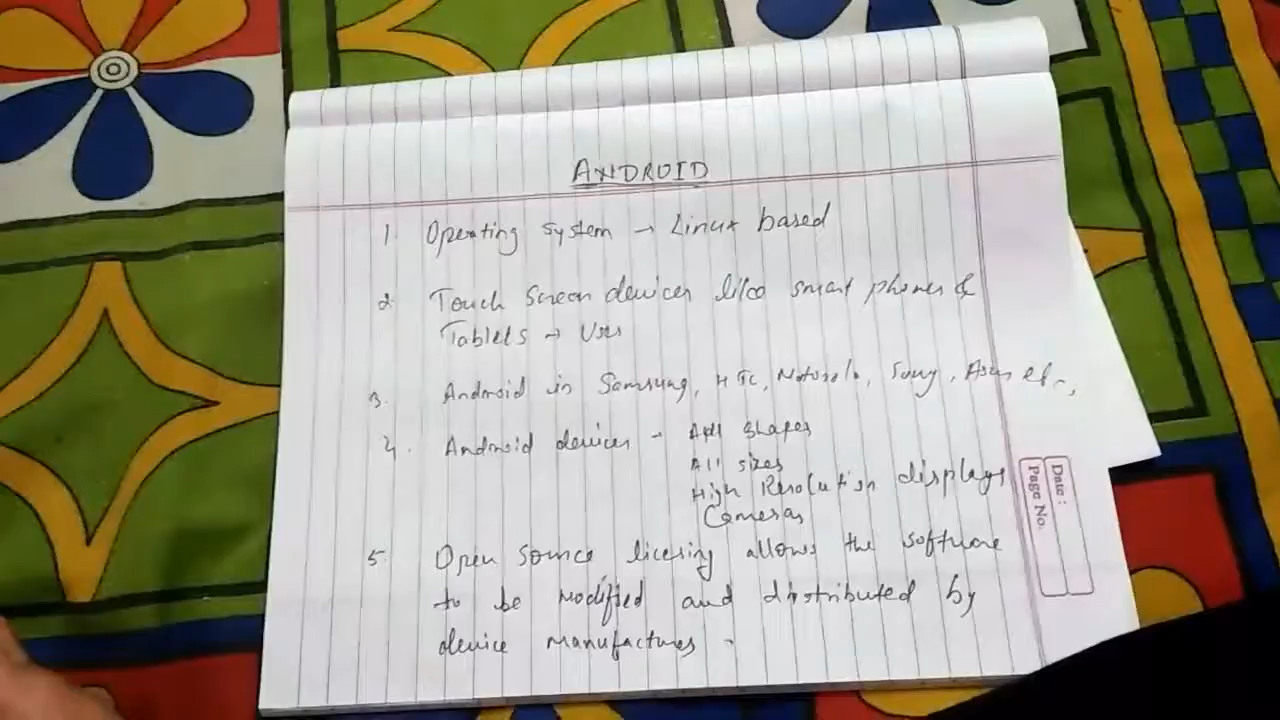 ANDROID
1 Operating System → Linux based
2 Touch Screen devices like smart phones &
Tablets → Uses
3. Android in Samsung, HTC, Motorola, Sony, Asus etc.,
4. Android devices - All shapes
All sizes
High Resolution displays
Cameras
5. Open Source licesing allows the software
to be modified and distributed by
device manufactures.
Date :
Page No.